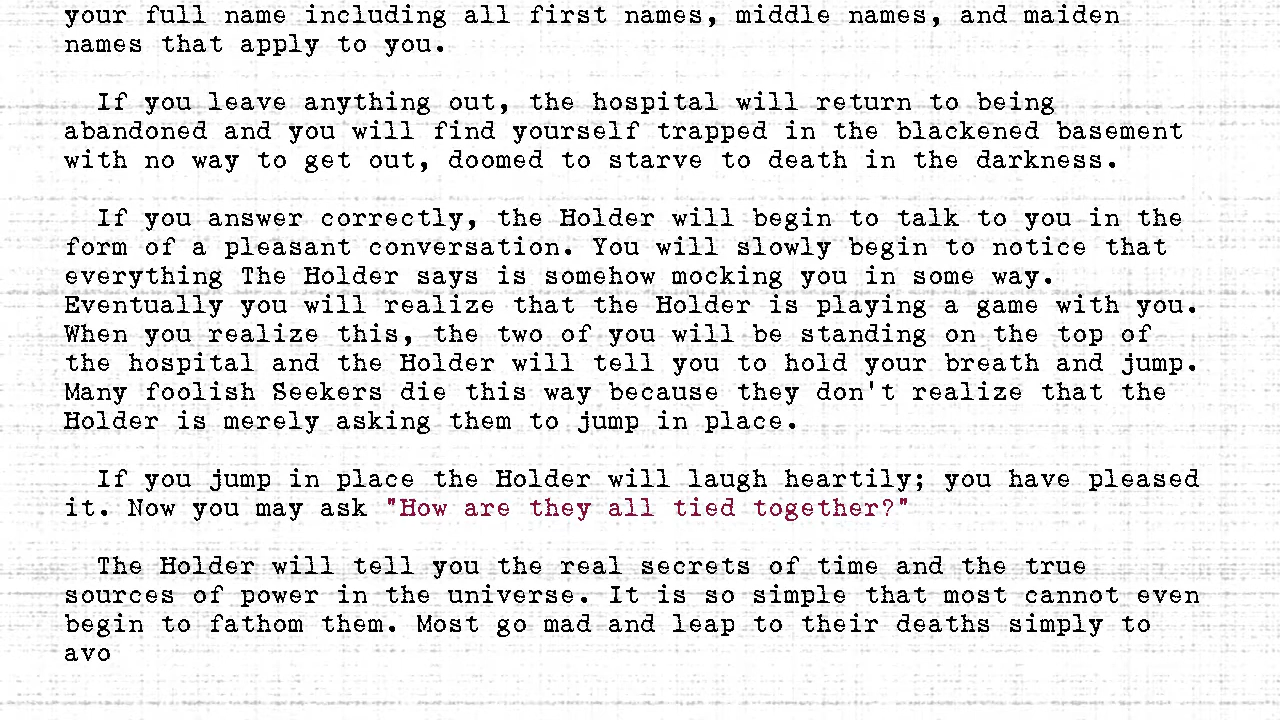 your full name including all first names, middle names, and maiden
names that apply to you.
If you leave anything out, the hospital will return to being
abandoned and you will find yourself trapped in the blackened basement
with no way to get out, doomed to starve to death in the darkness.
If you answer correctly, the Holder will begin to talk to you in the
form of a pleasant conversation. You will slowly begin to notice that
everything The Holder says is somehow mocking you in some way.
Eventually you will realize that the Holder is playing a game with you.
When you realize this, the two of you will be standing on the top of
the hospital and the Holder will tell you to hold your breath and jump.
Many foolish Seekers die this way because they don't realize that the
Holder is merely asking them to jump in place.
If you jump in place the Holder will laugh heartily; you have pleased
it. Now you may ask "How are they all tied together?"
The Holder will tell you the real secrets of time and the true
sources of power in the universe. It is so simple that most cannot even
begin to fathom them. Most go mad and leap to their deaths simply to
avo